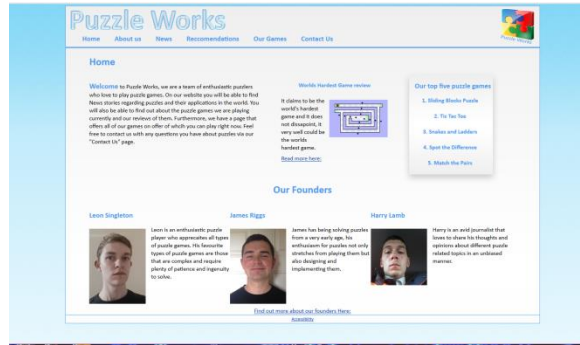 Puzzle Works
Puzzle Works
Home About us News Reccomendations Our Games Contact Us
Home
Welcome to Puzzle Works, we are a team of enthusiastic puzzlers
who love to play puzzle games. On our website you will be able to find
News stories regarding puzzles and their applications in the world. You
will also be able to find out about the puzzle games we are playing
currently and our reviews of them. Furthermore, we have a page that
offers all of our games on offer of which you can play right now. Feel
free to contact us with any questions you have about puzzles via our
"Contact Us" page.
Worlds Hardest Game review
It claims to be the
world's hardest
game and it does
not dissapoint, it
very well could be
the worlds
hardest game.
Read more here:
Our top five puzzle games
1. Sliding Blocks Puzzle
2. Tic Tac Toe
3. Snakes and Ladders
4. Spot the Difference
5. Match the Pairs
Our Founders
Leon Singleton
Leon is an enthusiastic puzzle
player who appreciates all types
of puzzle games. His favourite
types of puzzle games are those
that are complex and require
plenty of patience and ingenuity
to solve.
James Riggs
James has being solving puzzles
from a very early age, his
enthusiasm for puzzles not only
stretches from playing them but
also designing and
implementing them.
Harry Lamb
Harry is an avid journalist that
loves to share his thoughts and
opinions about different puzzle
related topics in an unbiased
manner.
Find out more about our founders Here:
Accessibility